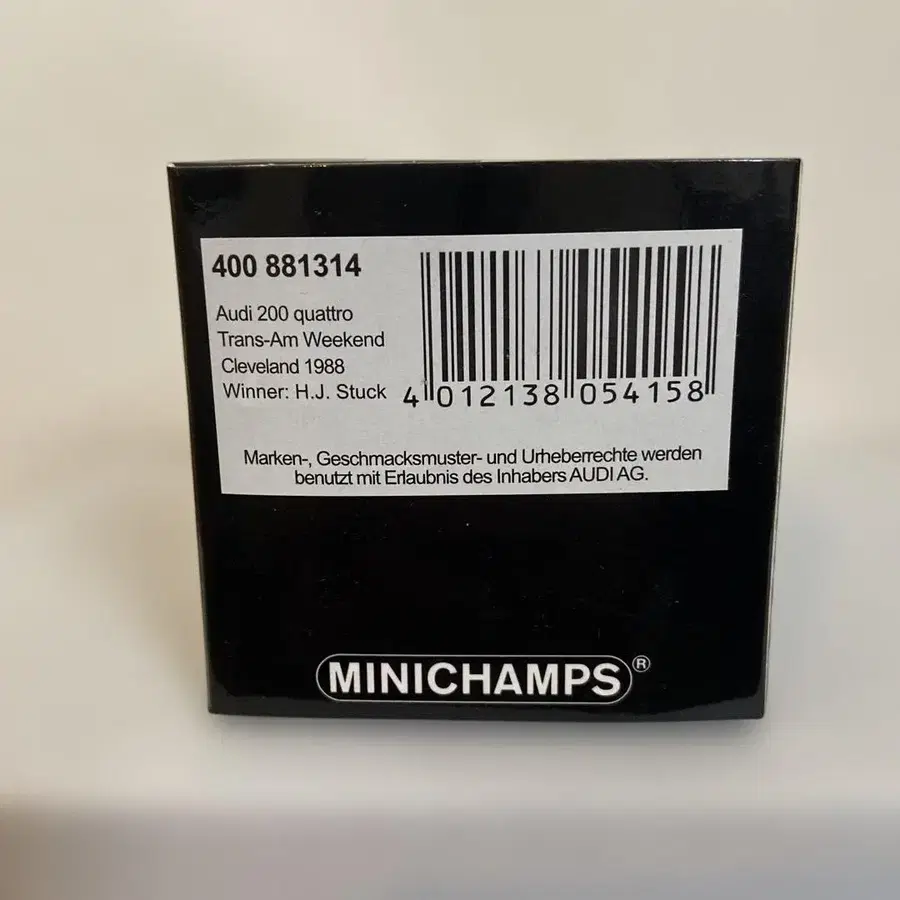 400 881314
Audi 200 quattro
Trans-Am Weekend
Cleveland 1988
Winner: H.J. Stuck
4 012138 054158
Marken-, Geschmacksmuster- und Urheberrechte werden
benutzt mit Erlaubnis des Inhabers AUDI AG.
MINICHAMPS®